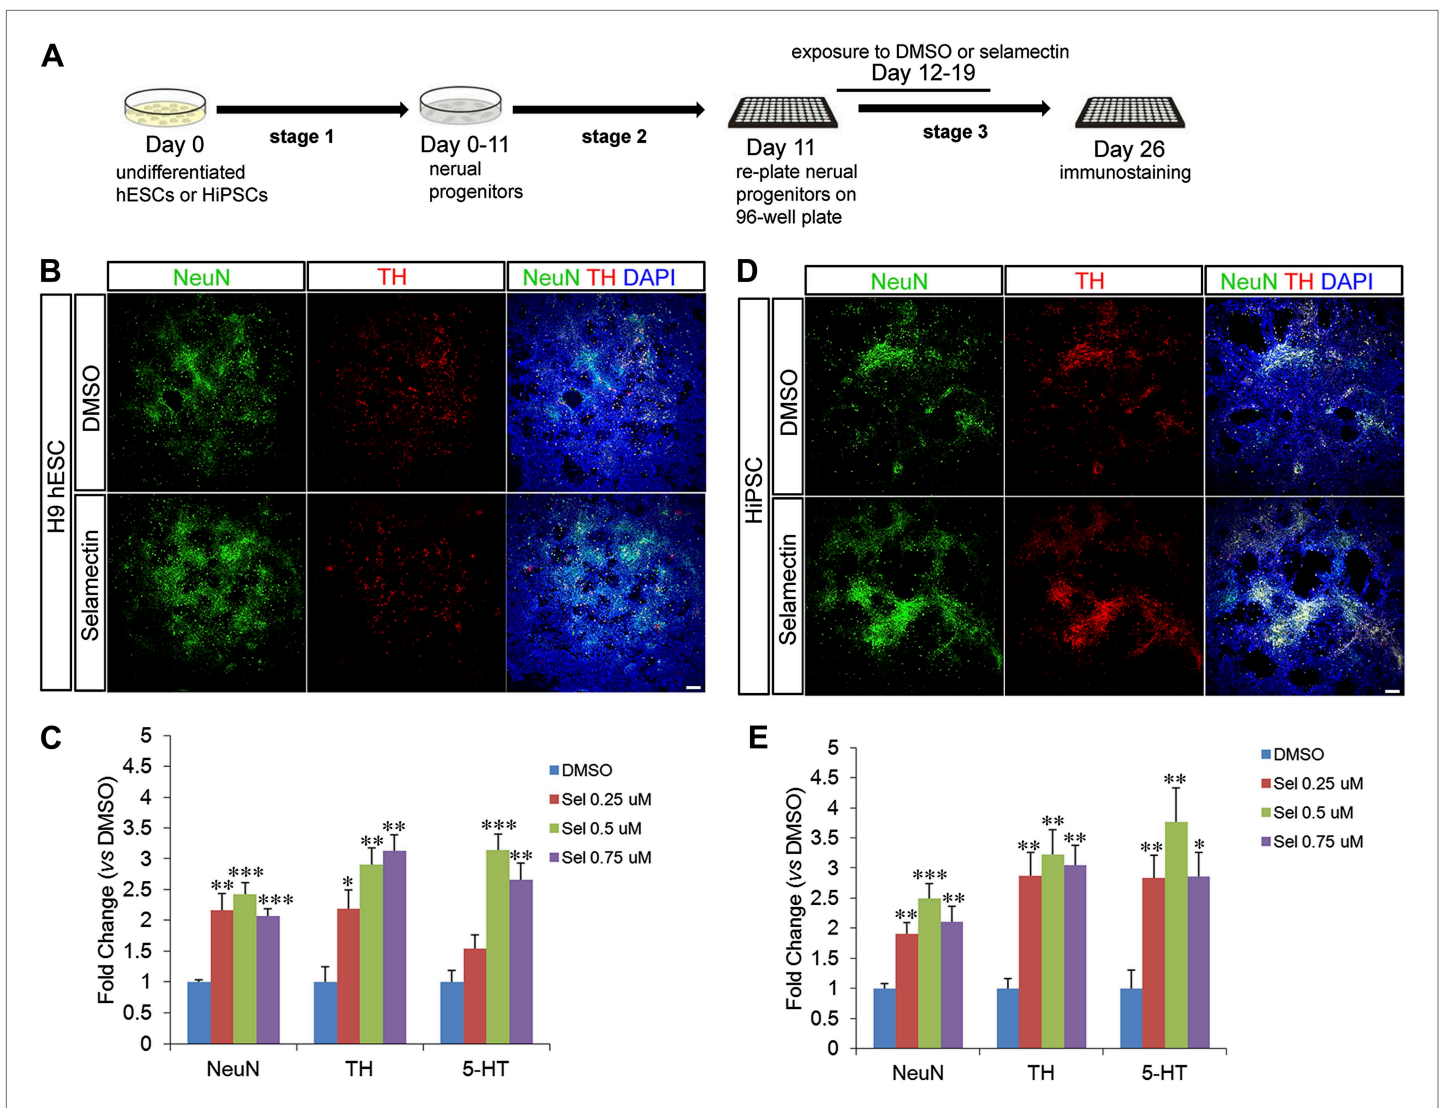 A
exposure to DMSO or selamectin
Day 12-19
stage 1
stage 2
stage 3
Day 0
undifferentiated
hESCs or HiPSCs
Day 0-11
nerual
progenitors
Day 11
re-plate nerual
progenitors on
96-well plate
Day 26
immunostaining
B
NeuN
TH
NeuN TH DAPI
H9 hESC
DMSO
Selamectin
D
NeuN
TH
NeuN TH DAPI
HiPSC
DMSO
Selamectin
C
Fold Change (vs DMSO)
5
4.5
4
3.5
3
2.5
2
1.5
1
0.5
0
** *** ***
* ** **
*** **
NeuN
TH
5-HT
DMSO
Sel 0.25 uM
Sel 0.5 uM
Sel 0.75 uM
E
Fold Change (vs DMSO)
5
4.5
4
3.5
3
2.5
2
1.5
1
0.5
0
** *** **
** ** **
** ** *
NeuN
TH
5-HT
DMSO
Sel 0.25 uM
Sel 0.5 uM
Sel 0.75 uM